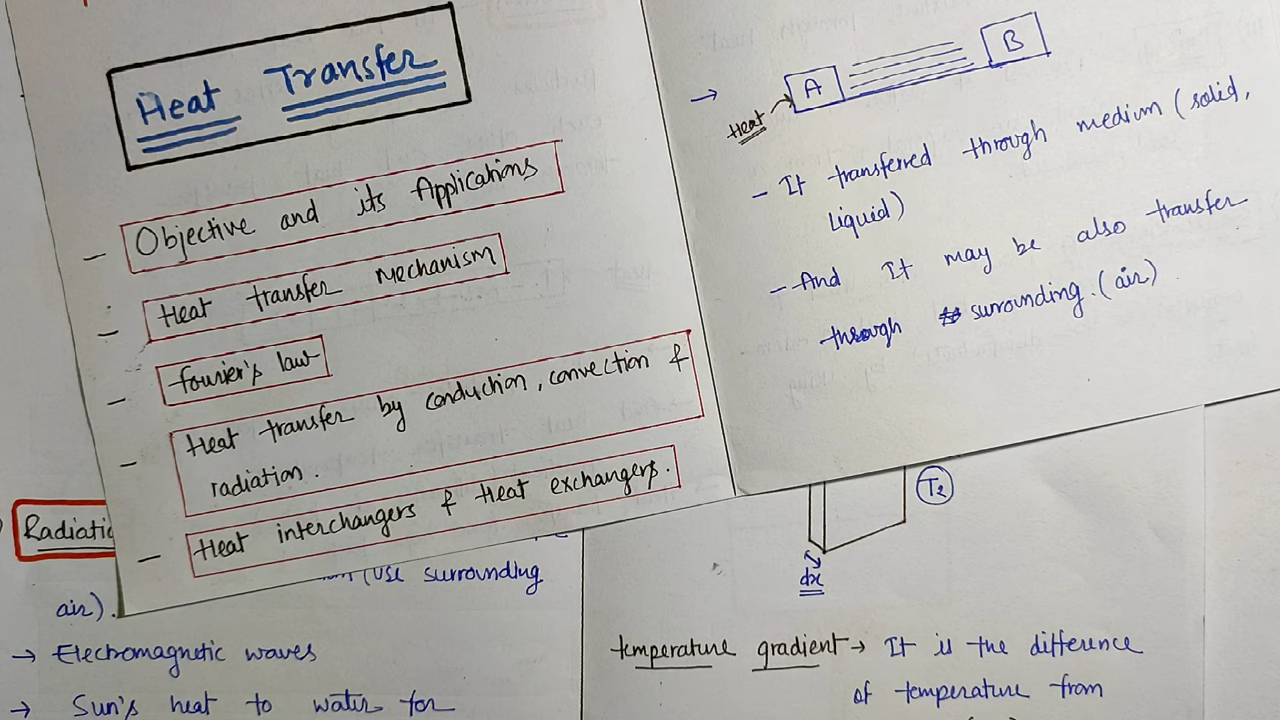 Heat Transfer
- Objective and its Applications
- Heat transfer mechanism
- fourier's law
- Heat transfer by conduction, convection &
radiation.
- Heat interchangers & Heat exchangers.
→ Heat A B
- It transferred through medium (solid,
liquid)
- And It may be also transfer
through surrounding. (air)
T2
dx
temperature gradient → It is the difference
of temperature from
Radiatio
(use surrounding
air).
→ Electromagnetic waves
→ Sun's heat to water for